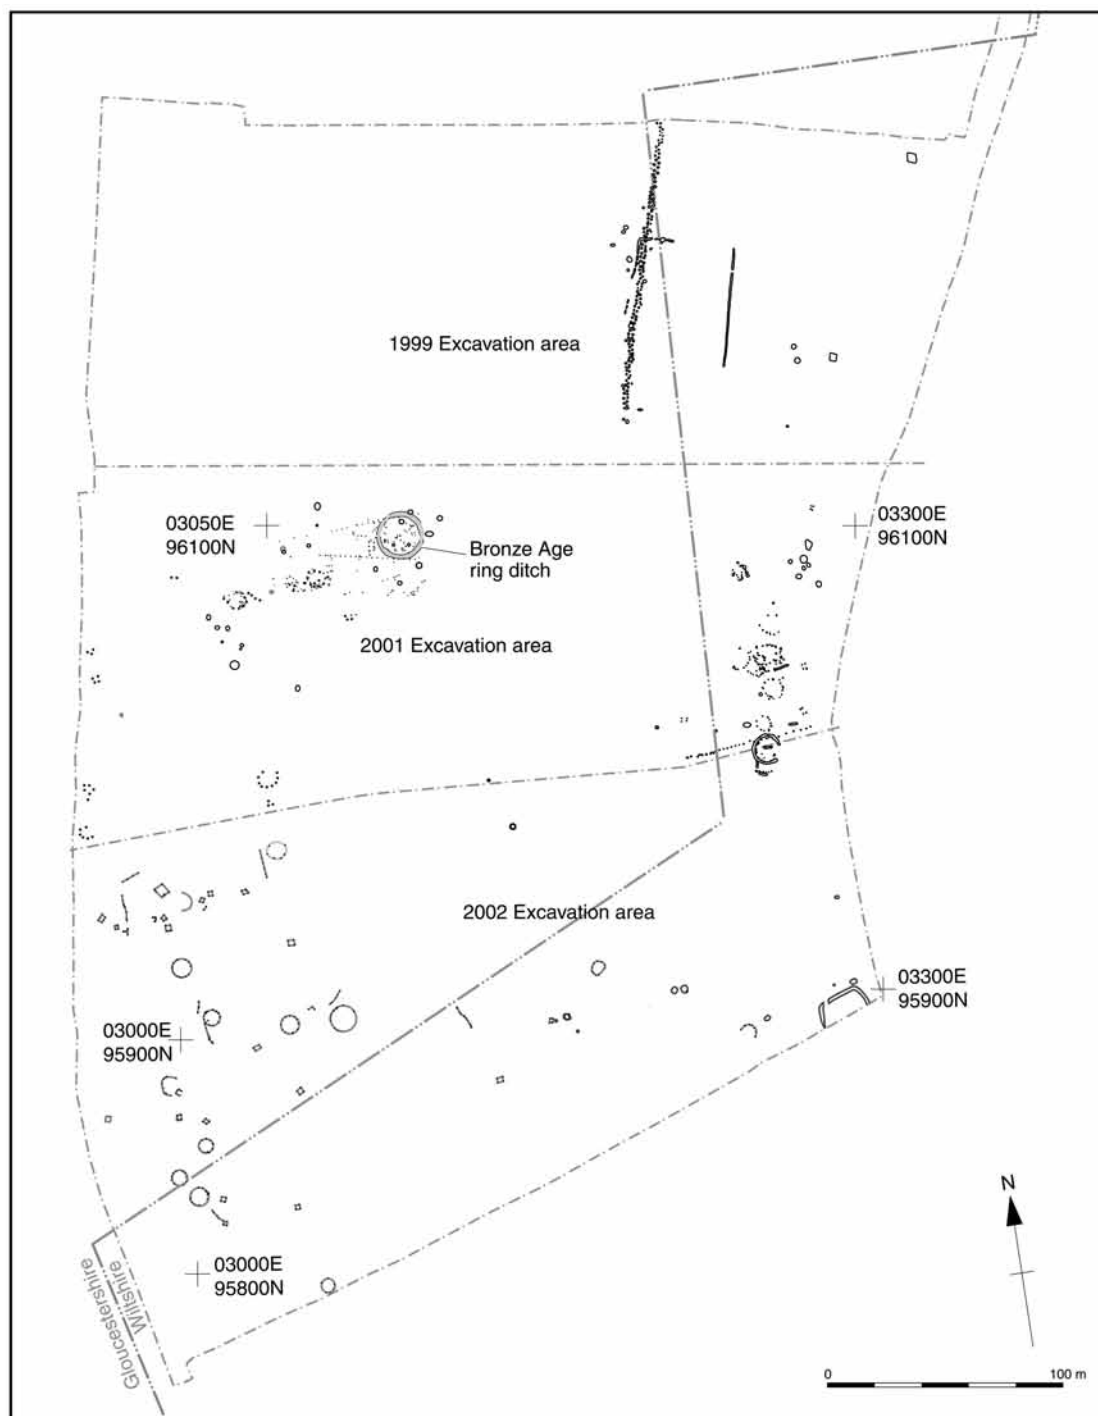 1999 Excavation area
03050E
96100N
03300E
96100N
Bronze Age
ring ditch
2001 Excavation area
2002 Excavation area
03300E
95900N
03000E
95900N
N
03000E
95800N
Gloucestershire
Wiltshire
0
100 m